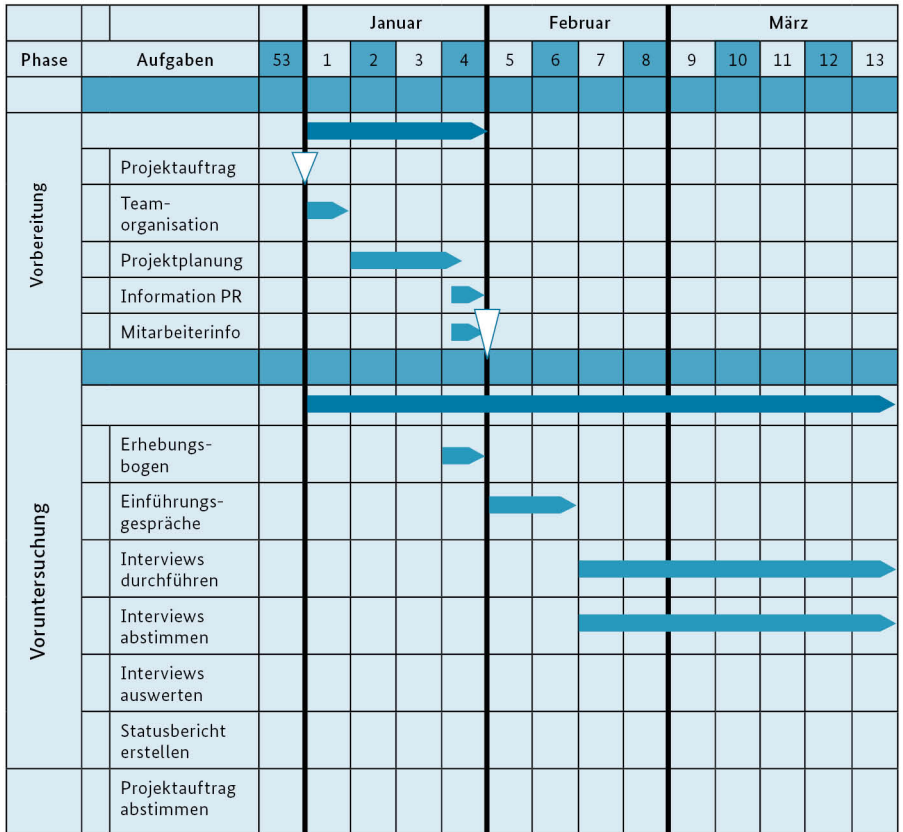 Januar Februar März
Phase Aufgaben 53 1 2 3 4 5 6 7 8 9 10 11 12 13
Vorbereitung
Projektauftrag
Team-
organisation
Projektplanung
Information PR
Mitarbeiterinfo
Voruntersuchung
Erhebungs-
bogen
Einführungs-
gespräche
Interviews
durchführen
Interviews
abstimmen
Interviews
auswerten
Statusbericht
erstellen
Projektauftrag
abstimmen